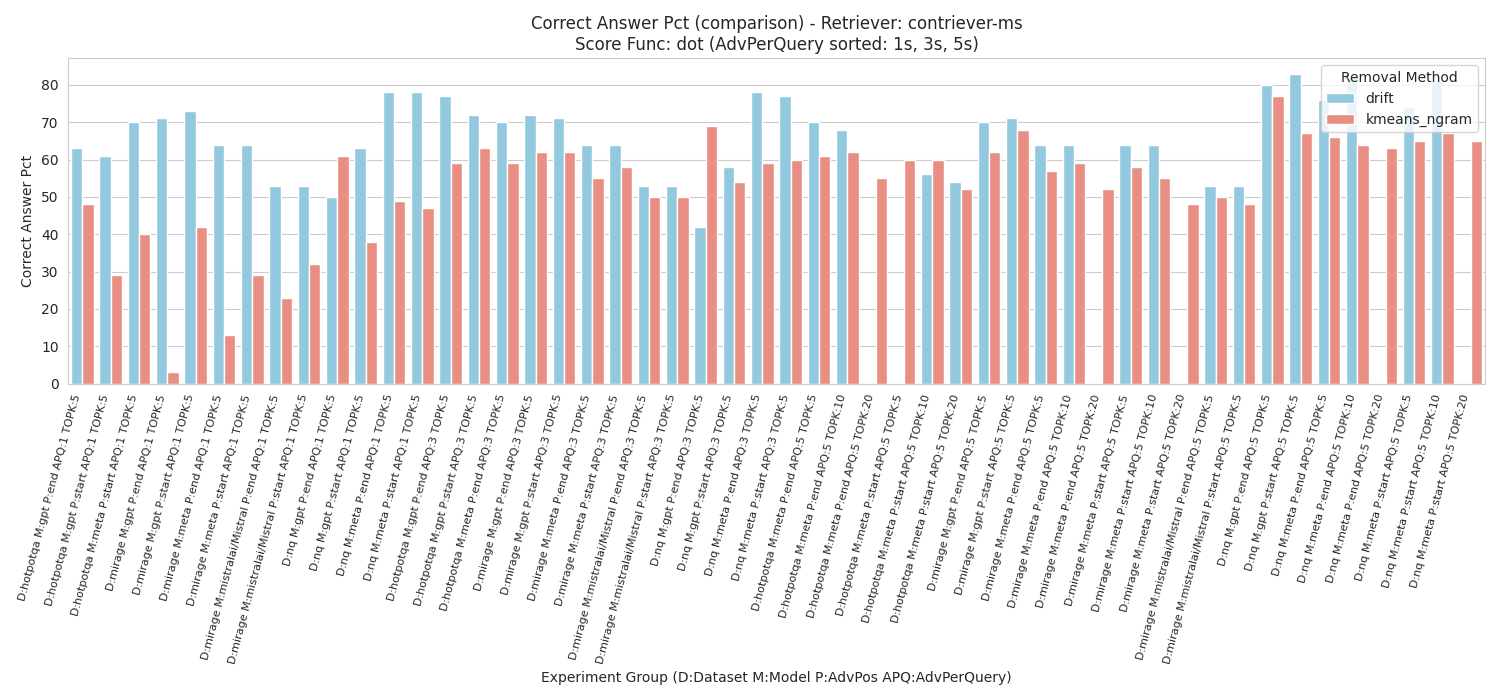 Correct Answer Pct (comparison) - Retriever: contriever-ms
Score Func: dot (AdvPerQuery sorted: 1s, 3s, 5s)
Removal Method
drift
kmeans_ngram
Correct Answer Pct
80
70
60
50
40
30
20
10
0
D:hotpotqa M:gpt P:end APQ:1 TOPK:5
D:hotpotqa M:gpt P:start APQ:1 TOPK:5
D:hotpotqa M:meta P:start APQ:1 TOPK:5
D:mirage M:gpt P:end APQ:1 TOPK:5
D:mirage M:gpt P:start APQ:1 TOPK:5
D:mirage M:meta P:end APQ:1 TOPK:5
D:mirage M:meta P:start APQ:1 TOPK:5
D:mirage M:mistralai/Mistral P:end APQ:1 TOPK:5
D:mirage M:mistralai/Mistral P:start APQ:1 TOPK:5
D:nq M:gpt P:end APQ:1 TOPK:5
D:nq M:gpt P:start APQ:1 TOPK:5
D:nq M:meta P:end APQ:1 TOPK:5
D:nq M:meta P:start APQ:1 TOPK:5
D:hotpotqa M:gpt P:end APQ:3 TOPK:5
D:hotpotqa M:gpt P:start APQ:3 TOPK:5
D:hotpotqa M:meta P:end APQ:3 TOPK:5
D:mirage M:gpt P:end APQ:3 TOPK:5
D:mirage M:gpt P:start APQ:3 TOPK:5
D:mirage M:meta P:end APQ:3 TOPK:5
D:mirage M:meta P:start APQ:3 TOPK:5
D:mirage M:mistralai/Mistral P:end APQ:3 TOPK:5
D:mirage M:mistralai/Mistral P:start APQ:3 TOPK:5
D:nq M:gpt P:end APQ:3 TOPK:5
D:nq M:gpt P:start APQ:3 TOPK:5
D:nq M:meta P:end APQ:3 TOPK:5
D:nq M:meta P:start APQ:3 TOPK:5
D:hotpotqa M:meta P:end APQ:5 TOPK:5
D:hotpotqa M:meta P:end APQ:5 TOPK:10
D:hotpotqa M:meta P:end APQ:5 TOPK:20
D:hotpotqa M:meta P:start APQ:5 TOPK:5
D:hotpotqa M:meta P:start APQ:5 TOPK:10
D:hotpotqa M:meta P:start APQ:5 TOPK:20
D:mirage M:gpt P:end APQ:5 TOPK:5
D:mirage M:gpt P:start APQ:5 TOPK:5
D:mirage M:meta P:end APQ:5 TOPK:5
D:mirage M:meta P:end APQ:5 TOPK:10
D:mirage M:meta P:end APQ:5 TOPK:20
D:mirage M:meta P:start APQ:5 TOPK:5
D:mirage M:meta P:start APQ:5 TOPK:10
D:mirage M:meta P:start APQ:5 TOPK:20
D:mirage M:mistralai/Mistral P:end APQ:5 TOPK:5
D:mirage M:mistralai/Mistral P:start APQ:5 TOPK:5
D:nq M:gpt P:end APQ:5 TOPK:5
D:nq M:gpt P:start APQ:5 TOPK:5
D:nq M:meta P:end APQ:5 TOPK:5
D:nq M:meta P:end APQ:5 TOPK:10
D:nq M:meta P:end APQ:5 TOPK:20
D:nq M:meta P:start APQ:5 TOPK:5
D:nq M:meta P:start APQ:5 TOPK:10
D:nq M:meta P:start APQ:5 TOPK:20
Experiment Group (D:Dataset M:Model P:AdvPos APQ:AdvPerQuery)